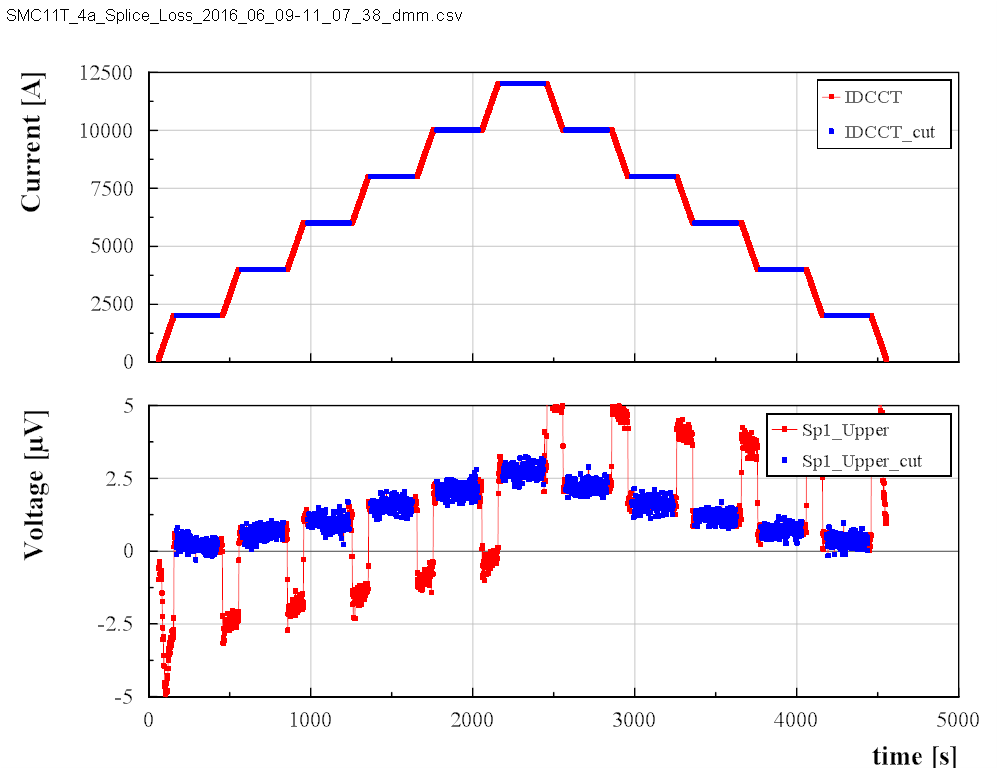 SMC11T_4a_Splice_Loss_2016_06_09-11_07_38_dmm.csv
Current [A]
12500
10000
7500
5000
2500
0
IDCCT
IDCCT_cut
Voltage [µV]
5
2.5
0
-2.5
-5
Sp1_Upper
Sp1_Upper_cut
0 1000 2000 3000 4000 5000
time [s]